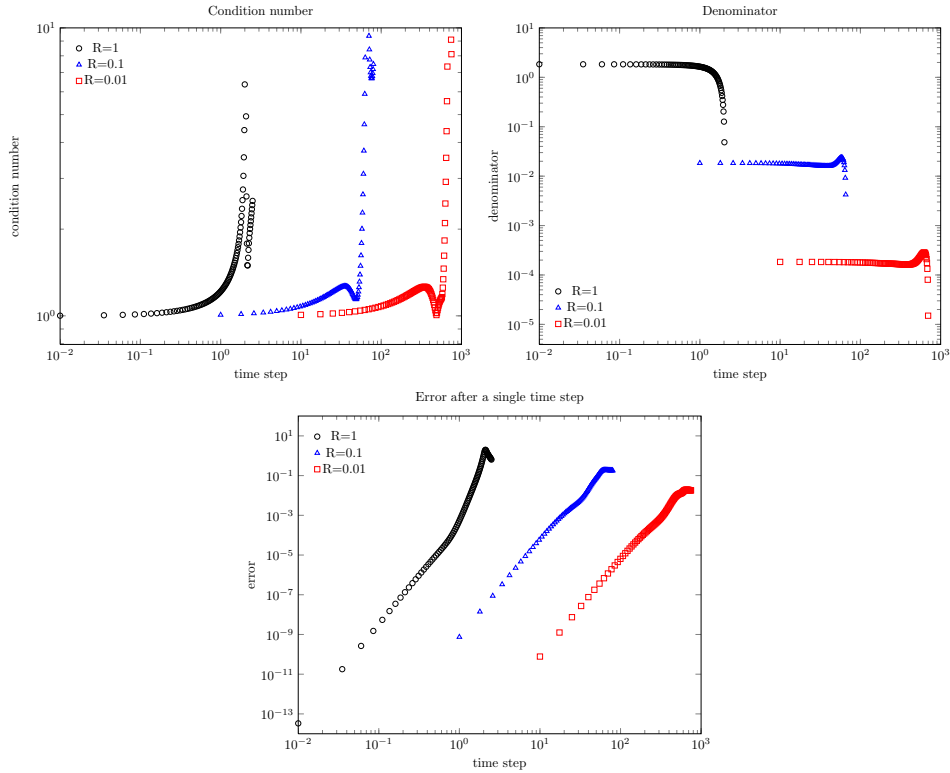 Condition number
10^1
R=1
R=0.1
R=0.01
condition number
10^0
10^−2
10^−1
10^0
10^1
10^2
10^3
time step
Denominator
10^1
10^0
10^−1
10^−2
10^−3
10^−4
10^−5
denominator
R=1
R=0.1
R=0.01
10^−2
10^−1
10^0
10^1
10^2
10^3
time step
Error after a single time step
10^1
10^−1
10^−3
10^−5
10^−7
10^−9
10^−11
10^−13
error
R=1
R=0.1
R=0.01
10^−2
10^−1
10^0
10^1
10^2
10^3
time step